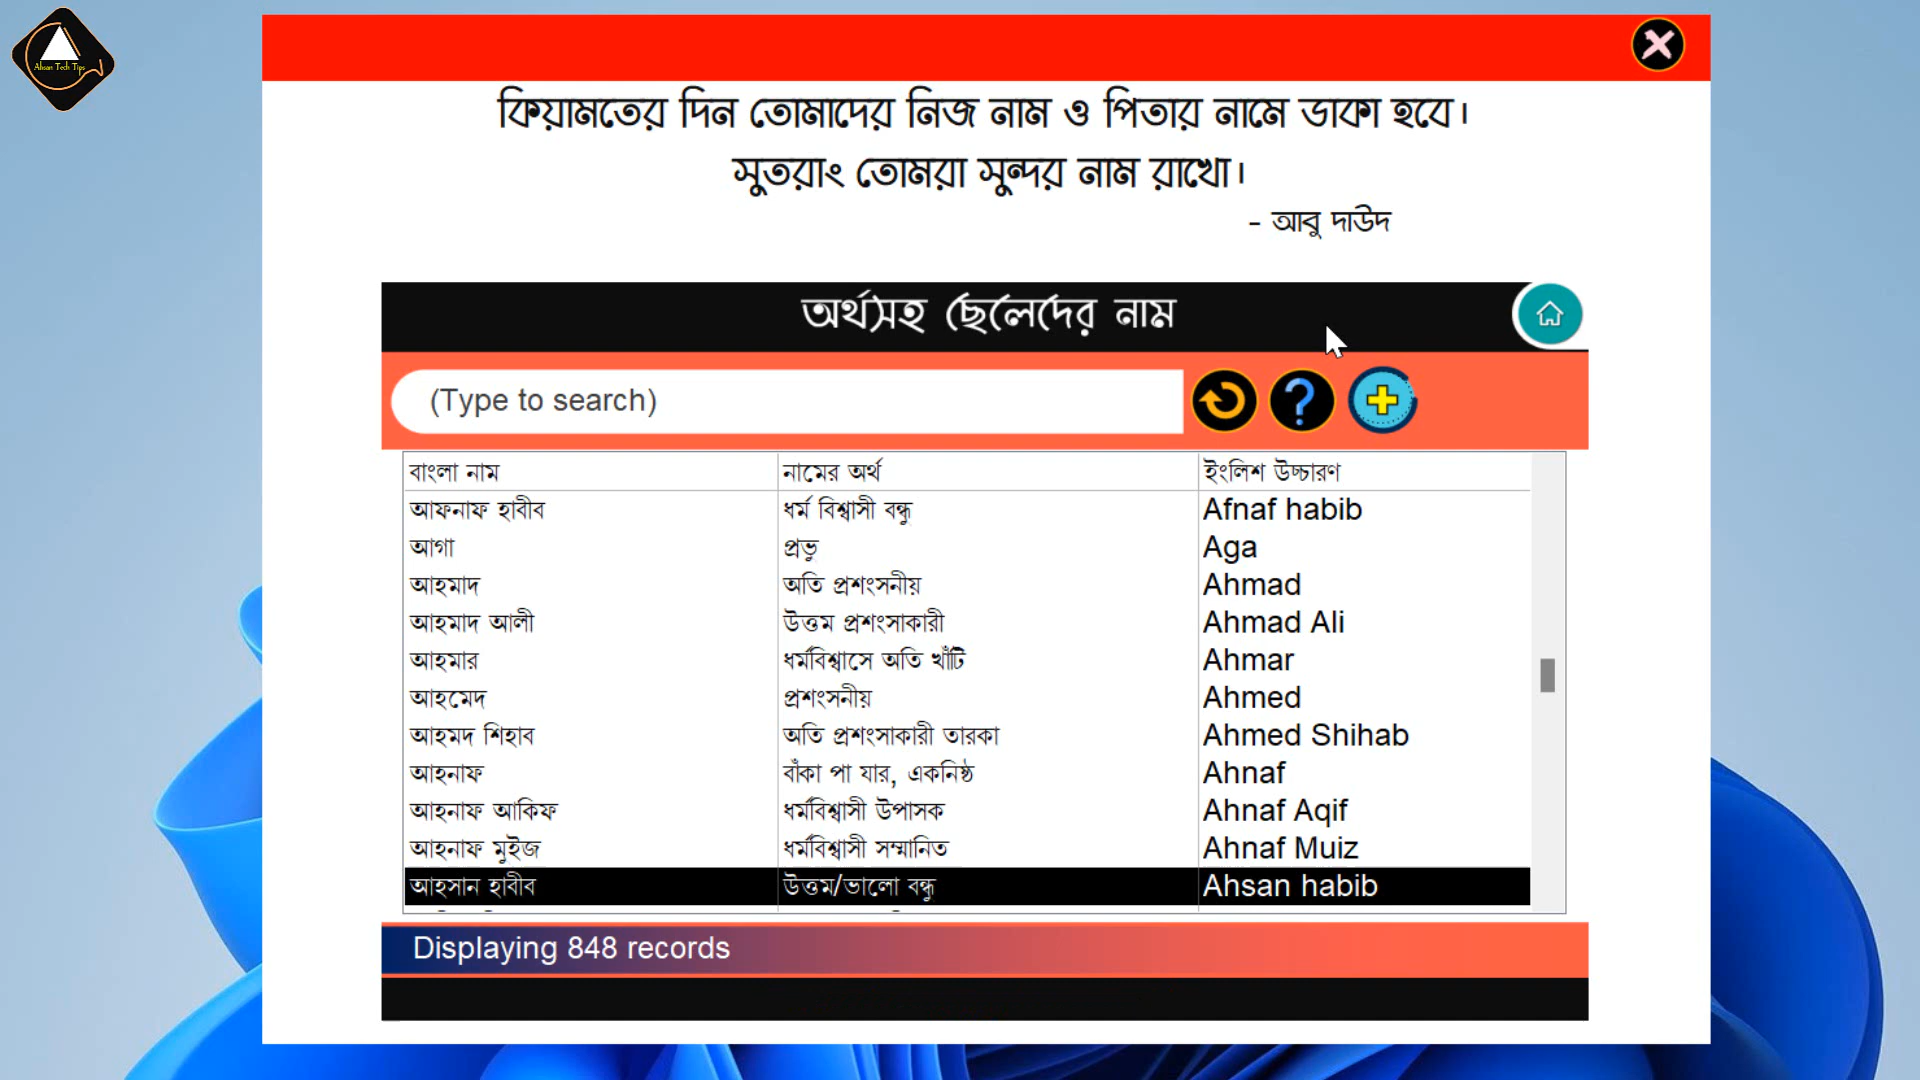 Ahsan Tech Tips
কিয়ামতের দিন তোমাদের নিজ নাম ও পিতার নামে ডাকা হবে।
সুতরাং তোমরা সুন্দর নাম রাখো।
- আবু দাউদ
অর্থসহ ছেলেদের নাম
(Type to search)
বাংলা নাম নামের অর্থ ইংলিশ উচ্চারণ
আফনাফ হাবীব ধর্ম বিশ্বাসী বন্ধু Afnaf habib
আগা প্রভু Aga
আহমাদ অতি প্রশংসনীয় Ahmad
আহমাদ আলী উত্তম প্রশংসাকারী Ahmad Ali
আহমার ধর্মবিশ্বাসে অতি খাঁটি Ahmar
আহমেদ প্রশংসনীয় Ahmed
আহমদ শিহাব অতি প্রশংসাকারী তারকা Ahmed Shihab
আহনাফ বাঁকা পা যার, একনিষ্ঠ Ahnaf
আহনাফ আকিফ ধর্মবিশ্বাসী উপাসক Ahnaf Aqif
আহনাফ মুইজ ধর্মবিশ্বাসী সম্মানিত Ahnaf Muiz
আহসান হাবীব উত্তম/ভালো বন্ধু Ahsan habib
Displaying 848 records